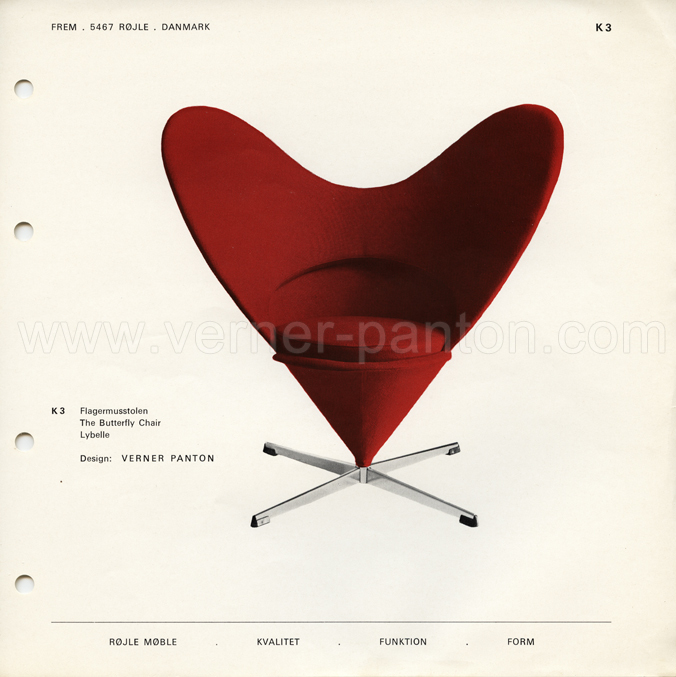 FREM . 5467 RØJLE . DANMARK
K 3
www.verner-panton.com
K 3 Flagermusstolen
The Butterfly Chair
Lybelle
Design: VERNER PANTON
RØJLE MØBLE . KVALITET . FUNKTION . FORM